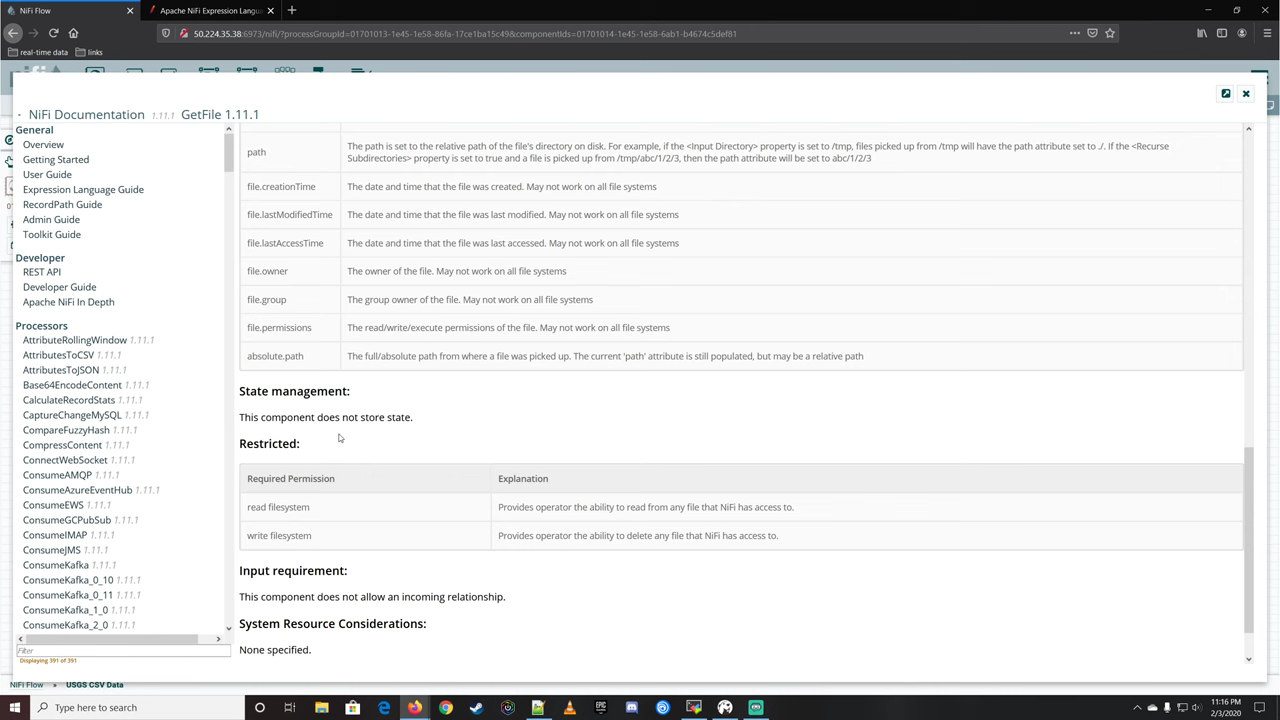 NiFi Flow
Apache NiFi Expression Langua
50.224.35.38:6973/nifi/?processGroupId=01701013-1e45-1e58-86fa-17ce1ba15c49&componentIds=01701014-1e45-1e58-6ab1-b4674c5def81
real-time data
links
NiFi Documentation 1.11.1 GetFile 1.11.1
General
Overview
Getting Started
User Guide
Expression Language Guide
RecordPath Guide
Admin Guide
Toolkit Guide
Developer
REST API
Developer Guide
Apache NiFi In Depth
Processors
AttributeRollingWindow 1.11.1
AttributesToCSV 1.11.1
AttributesToJSON 1.11.1
Base64EncodeContent 1.11.1
CalculateRecordStats 1.11.1
CaptureChangeMySQL 1.11.1
CompareFuzzyHash 1.11.1
CompressContent 1.11.1
ConnectWebSocket 1.11.1
ConsumeAMQP 1.11.1
ConsumeAzureEventHub 1.11.1
ConsumeEWS 1.11.1
ConsumeGCPubSub 1.11.1
ConsumeIMAP 1.11.1
ConsumeJMS 1.11.1
ConsumeKafka 1.11.1
ConsumeKafka_0_10 1.11.1
ConsumeKafka_0_11 1.11.1
ConsumeKafka_1_0 1.11.1
ConsumeKafka_2_0 1.11.1
Filter
Displaying 391 of 391
path
The path is set to the relative path of the file's directory on disk. For example, if the <Input Directory> property is set to /tmp, files picked up from /tmp will have the path attribute set to ./. If the <Recurse
Subdirectories> property is set to true and a file is picked up from /tmp/abc/1/2/3, then the path attribute will be set to abc/1/2/3
file.creationTime The date and time that the file was created. May not work on all file systems
file.lastModifiedTime The date and time that the file was last modified. May not work on all file systems
file.lastAccessTime The date and time that the file was last accessed. May not work on all file systems
file.owner The owner of the file. May not work on all file systems
file.group The group owner of the file. May not work on all file systems
file.permissions The read/write/execute permissions of the file. May not work on all file systems
absolute.path The full/absolute path from where a file was picked up. The current 'path' attribute is still populated, but may be a relative path
State management:
This component does not store state.
Restricted:
Required Permission Explanation
read filesystem Provides operator the ability to read from any file that NiFi has access to.
write filesystem Provides operator the ability to delete any file that NiFi has access to.
Input requirement:
This component does not allow an incoming relationship.
System Resource Considerations:
None specified.
NiFi Flow » USGS CSV Data
Type here to search
11:16 PM
2/3/2020